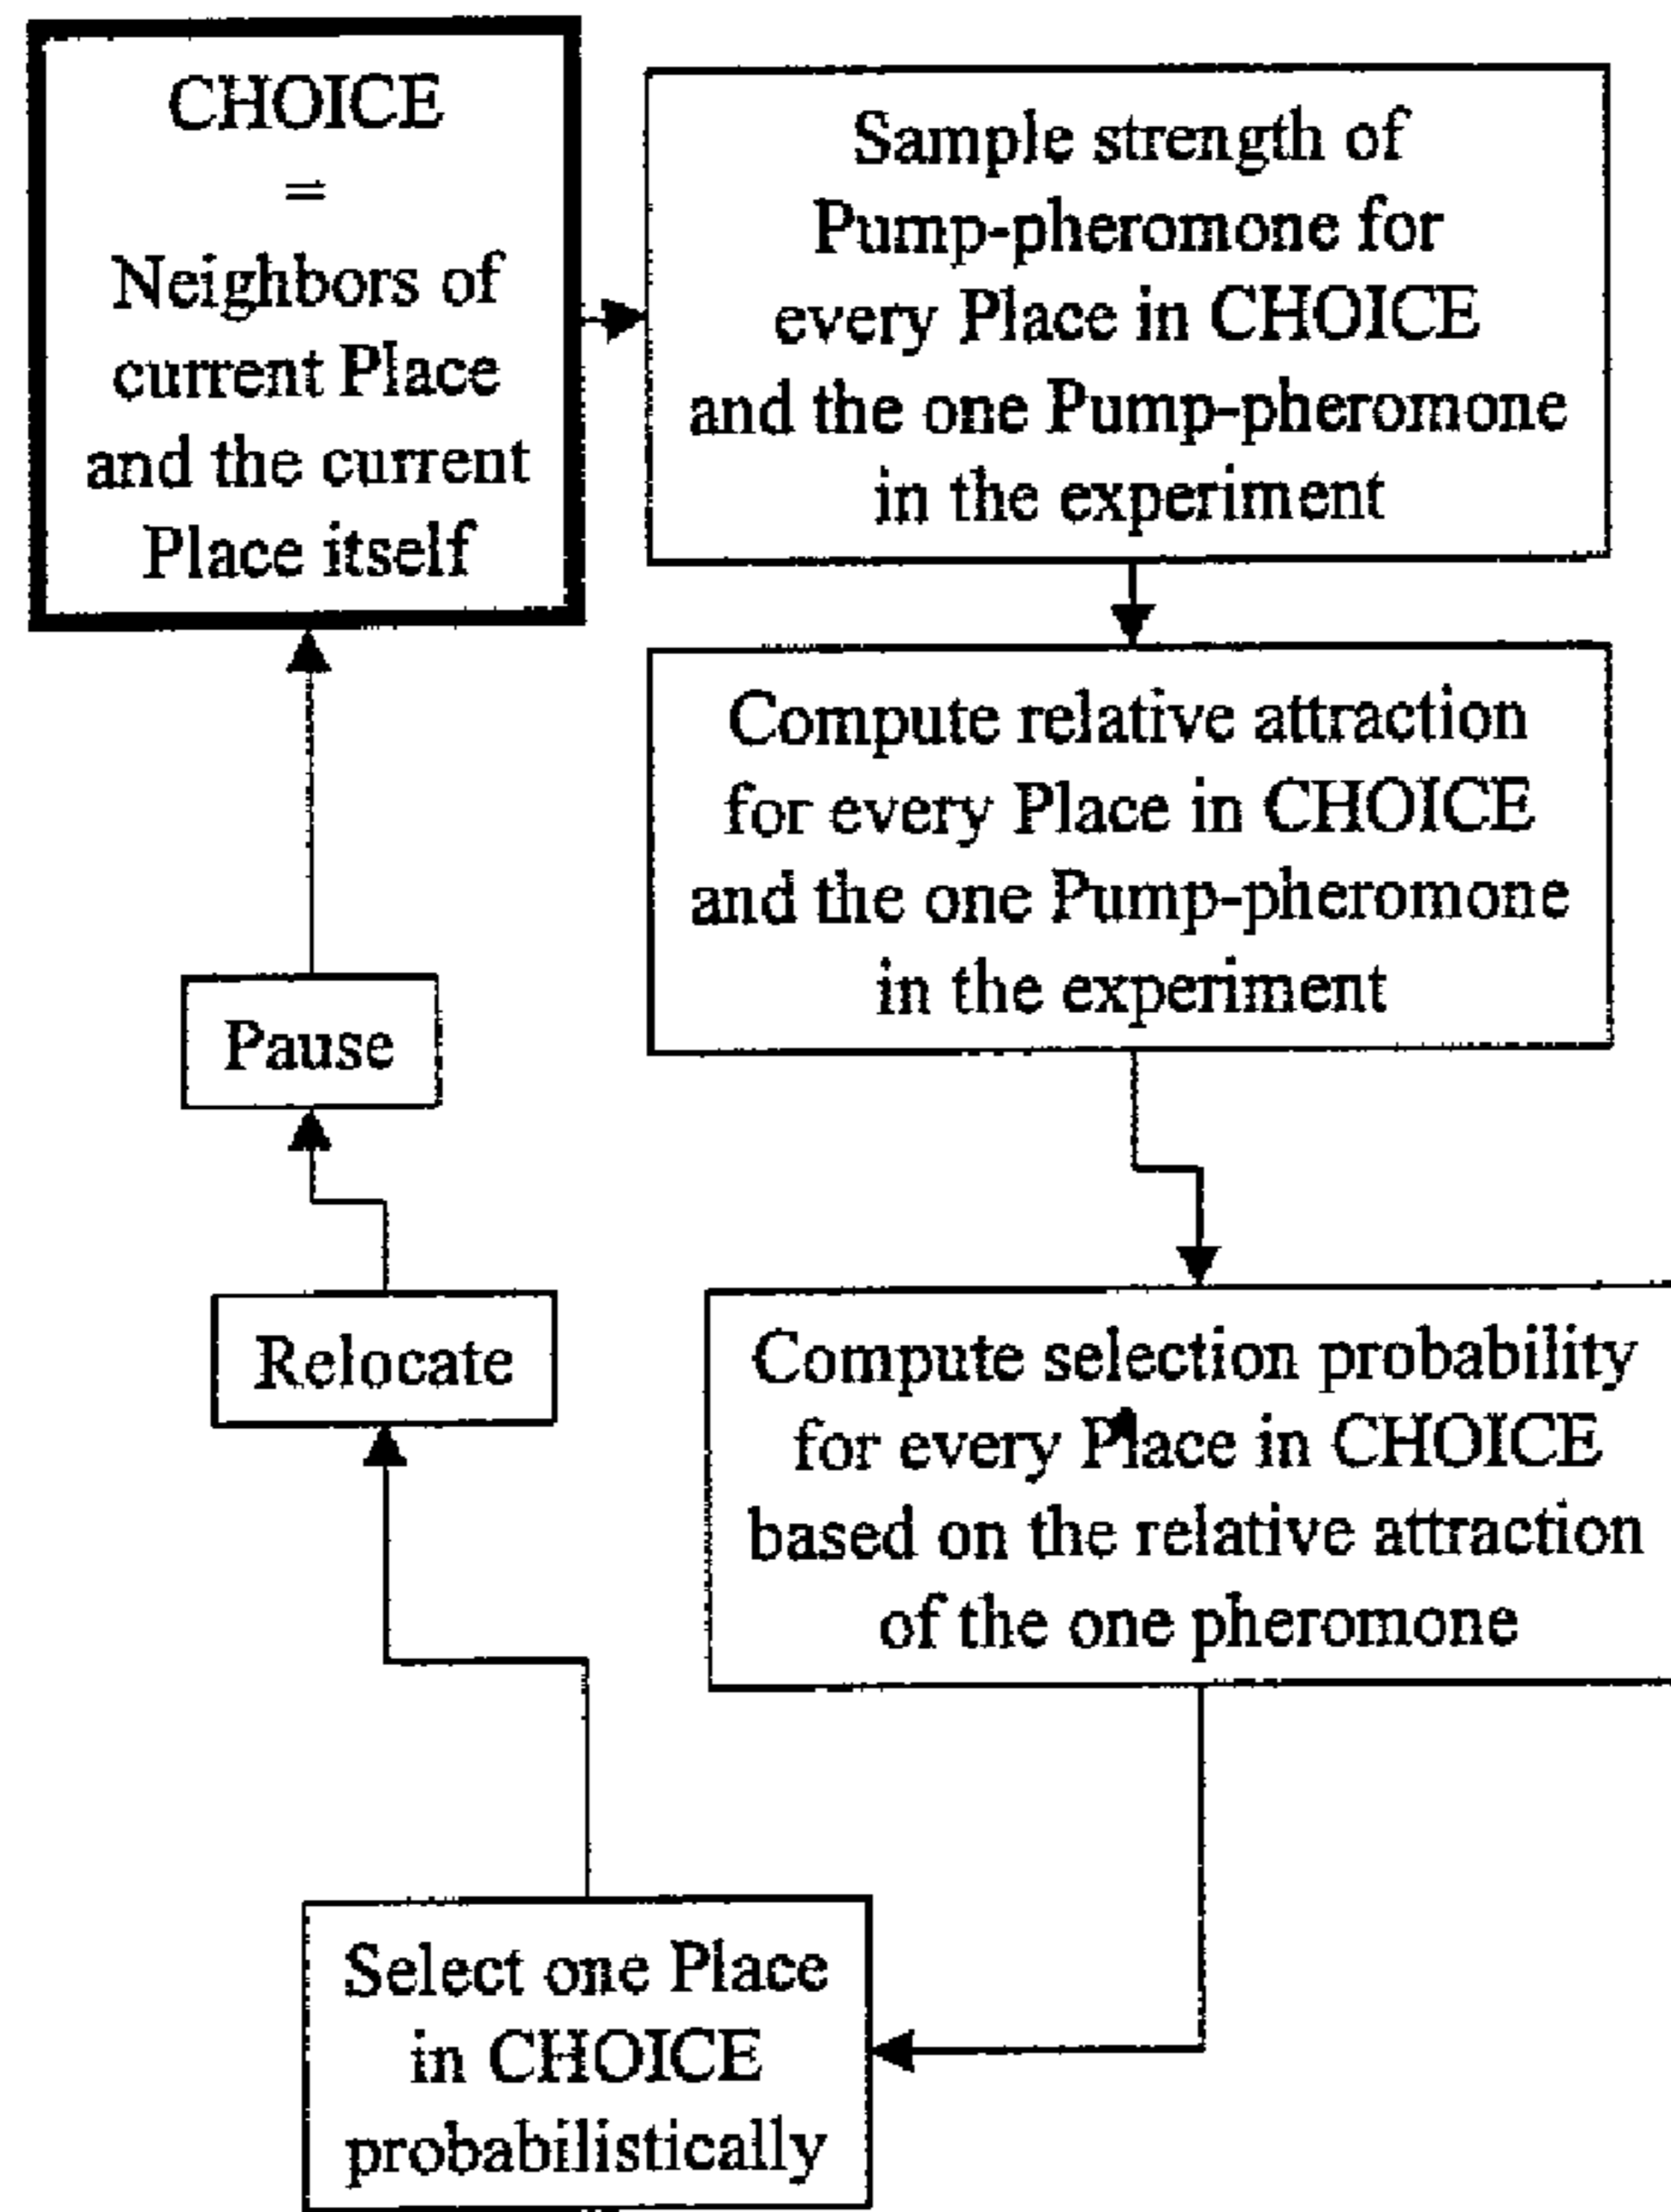 CHOICE
=
Neighbors of
current Place
and the current
Place itself
Sample strength of
Pump-pheromone for
every Place in CHOICE
and the one Pump-pheromone
in the experiment
Compute relative attraction
for every Place in CHOICE
and the one Pump-pheromone
in the experiment
Compute selection probability
for every Place in CHOICE
based on the relative attraction
of the one pheromone
Select one Place
in CHOICE
probabilistically
Relocate
Pause